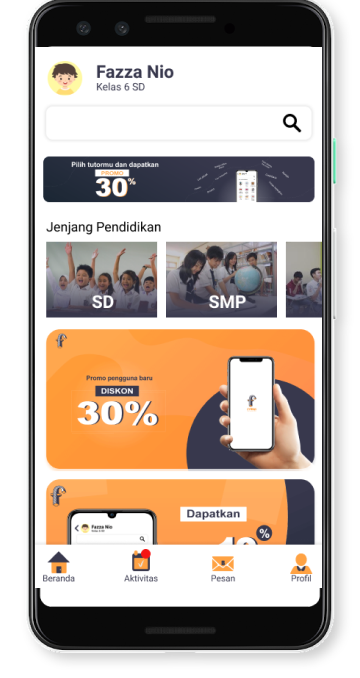 Fazza Nio
Kelas 6 SD
Pilih tutormu dan dapatkan
PROMO
30%
Jenjang Pendidikan
SD
SMP
Promo pengguna baru
DISKON
30%
Dapatkan
%
Fazza Nio
Beranda
Aktivitas
Pesan
Profil